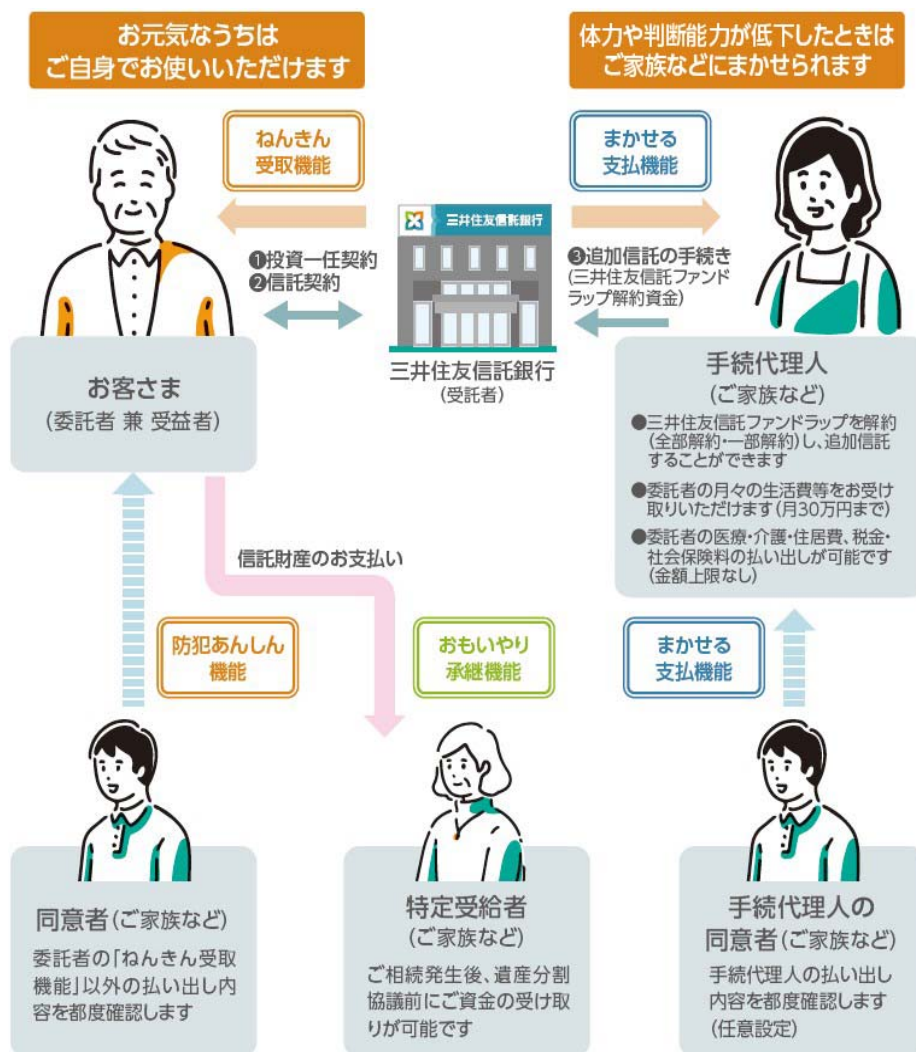 お元気なうちは
ご自身でお使いいただけます
体力や判断能力が低下したときは
ご家族などにまかせられます
ねんきん
受取機能
まかせる
支払機能
三井住友信託銀行
❶投資一任契約
❷信託契約
❸追加信託の手続き
(三井住友信託ファンド
ラップ解約資金)
三井住友信託銀行
(受託者)
お客さま
(委託者 兼 受益者)
手続代理人
(ご家族など)
●三井住友信託ファンドラップを解約
(全部解約・一部解約)し、追加信託
することができます
●委託者の月々の生活費等をお受け
取りいただけます(月30万円まで)
●委託者の医療・介護・住居費、税金・
社会保険料の払い出しが可能です
(金額上限なし)
信託財産のお支払い
防犯あんしん
機能
おもいやり
承継機能
まかせる
支払機能
同意者(ご家族など)
委託者の「ねんきん受取
機能」以外の払い出し内
容を都度確認します
特定受給者
(ご家族など)
ご相続発生後、遺産分割
協議前にご資金の受け取
りが可能です
手続代理人の
同意者(ご家族など)
手続代理人の払い出し
内容を都度確認します
(任意設定)